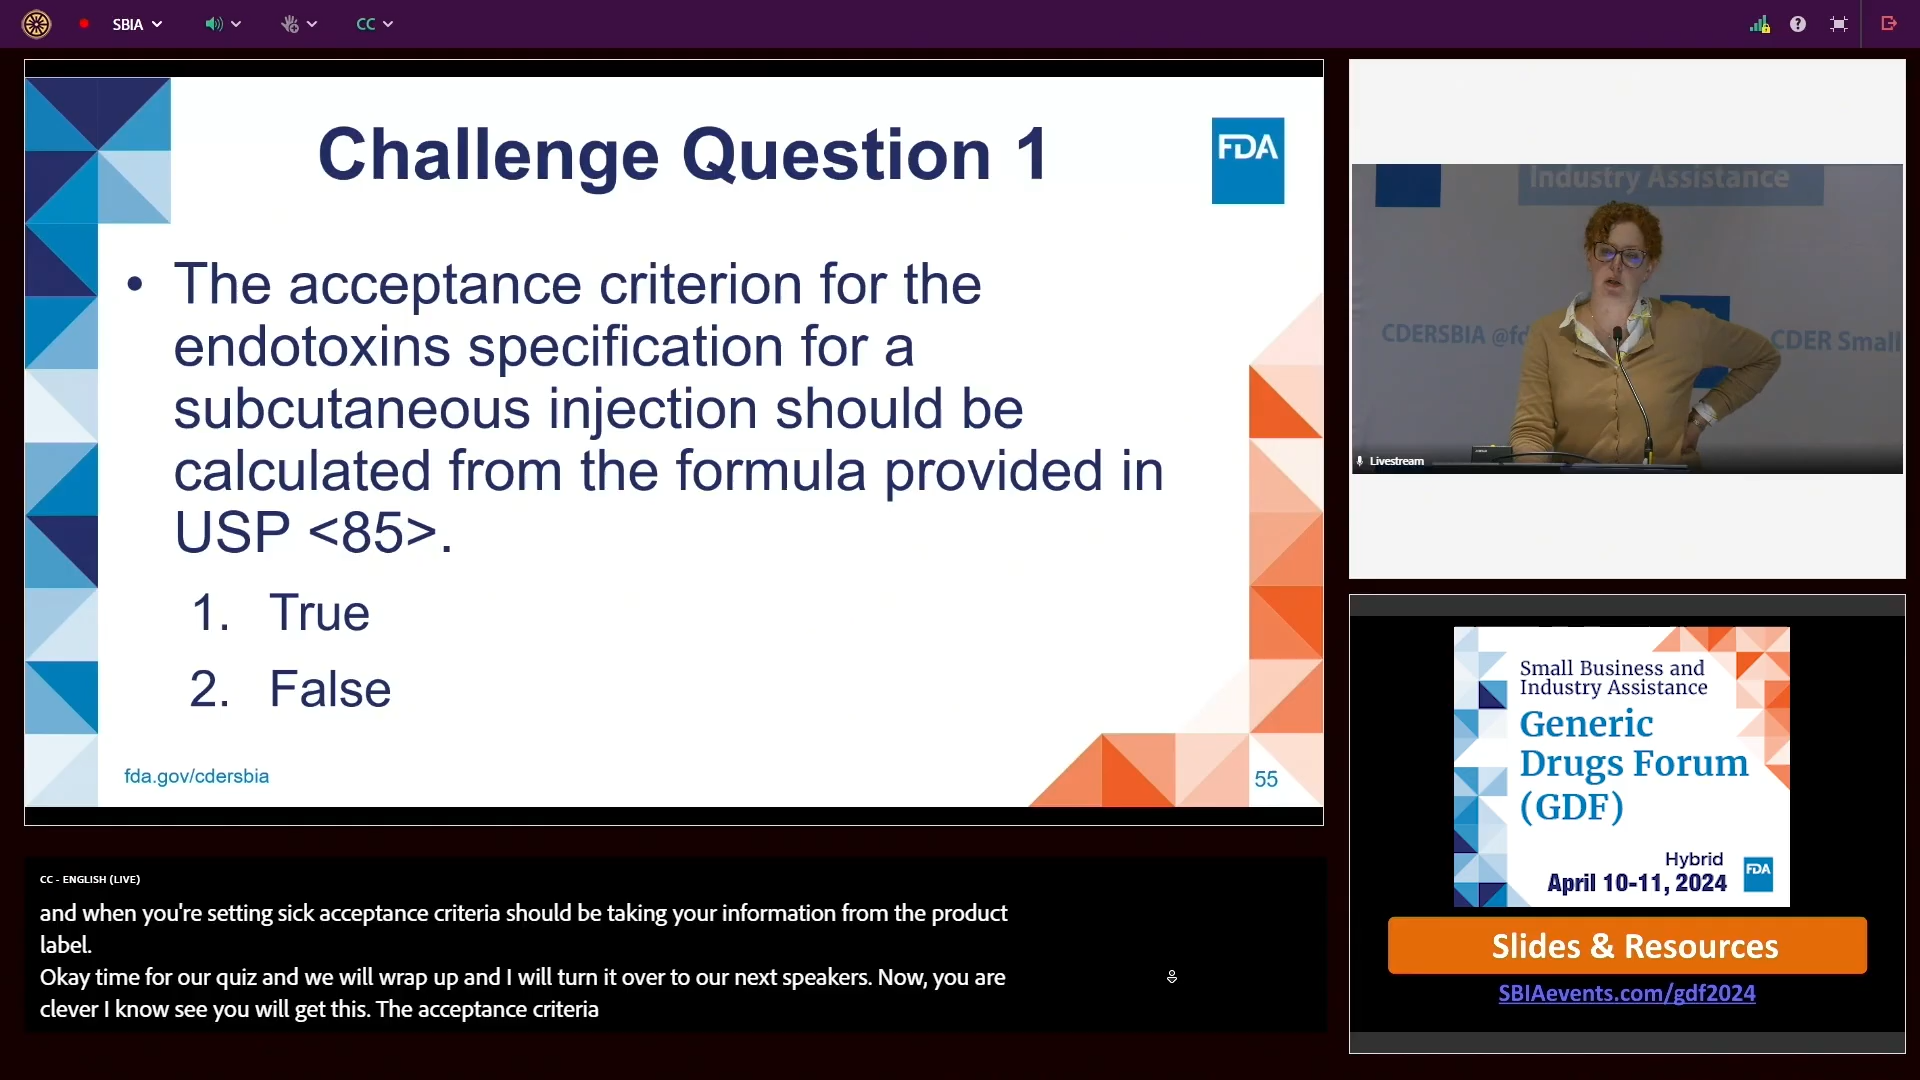 SBIA
CC
Challenge Question 1
FDA
• The acceptance criterion for the
endotoxins specification for a
subcutaneous injection should be
calculated from the formula provided in
USP <85>.
1. True
2. False
fda.gov/cdersbia
55
Industry Assistance
CDERSBIA @fd
CDER Small
Livestream
Small Business and
Industry Assistance
Generic
Drugs Forum
(GDF)
Hybrid
April 10-11, 2024
FDA
Slides & Resources
SBIAevents.com/gdf2024
CC - ENGLISH (LIVE)
and when you're setting sick acceptance criteria should be taking your information from the product
label.
Okay time for our quiz and we will wrap up and I will turn it over to our next speakers. Now, you are
clever I know see you will get this. The acceptance criteria